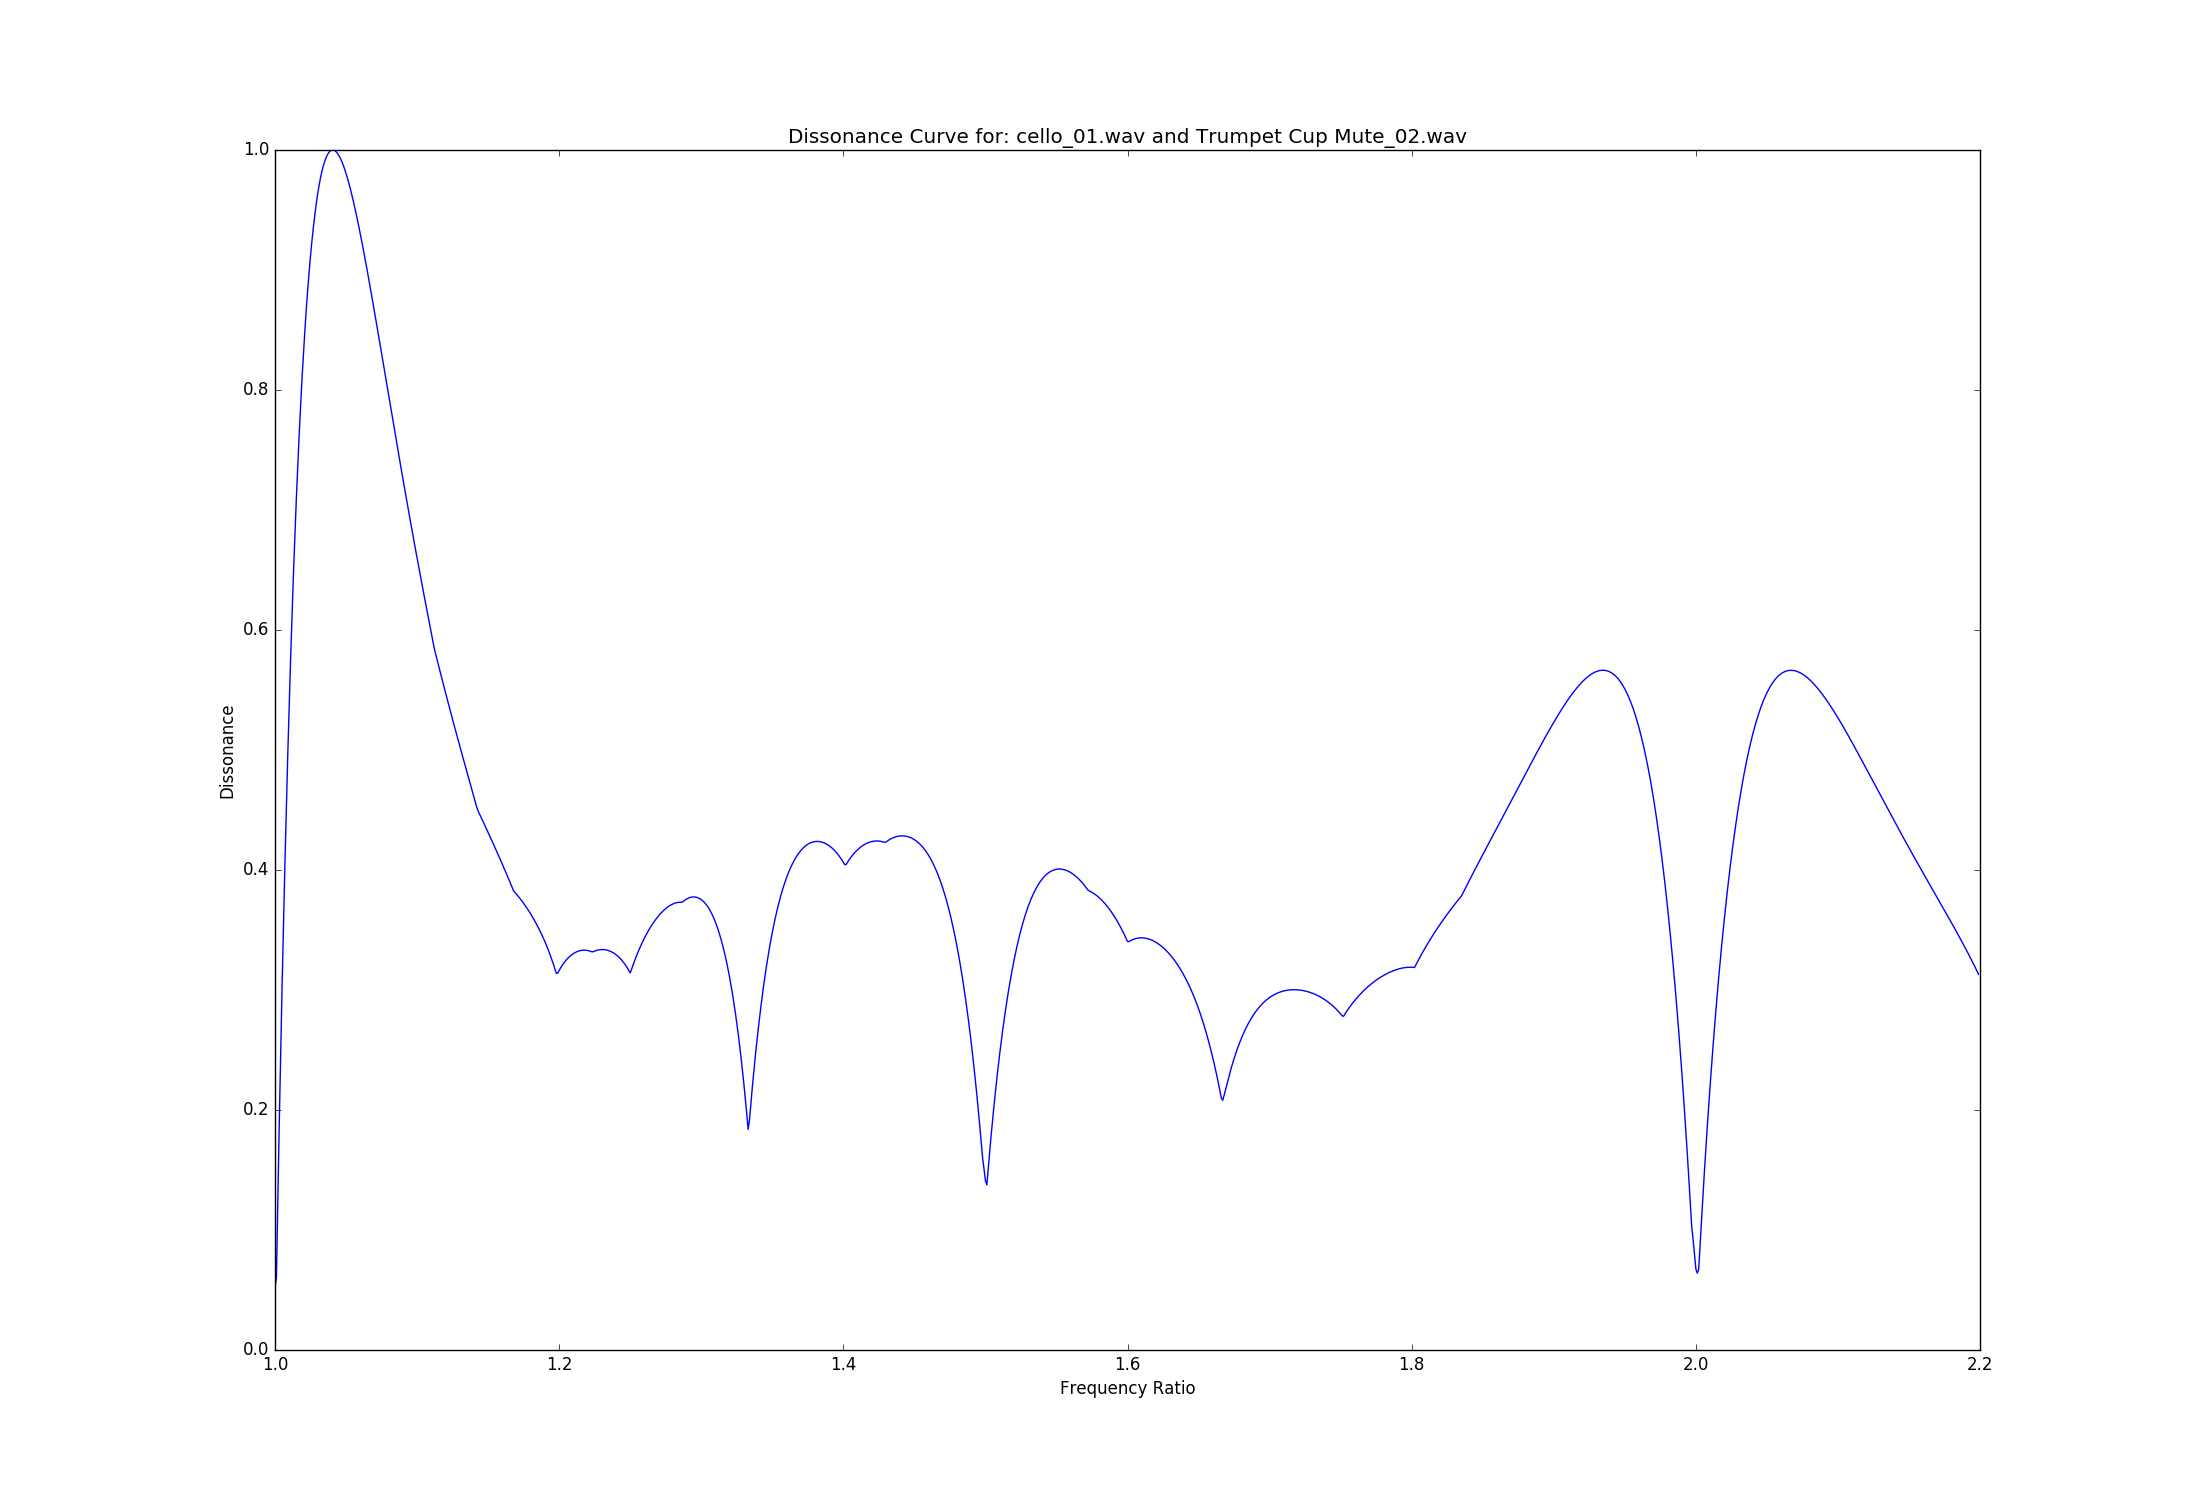 Dissonance Curve for: cello_01.wav and Trumpet Cup Mute_02.wav
1.0
0.8
0.6
0.4
0.2
0.0
Dissonance
1.0 1.2 1.4 1.6 1.8 2.0 2.2
Frequency Ratio